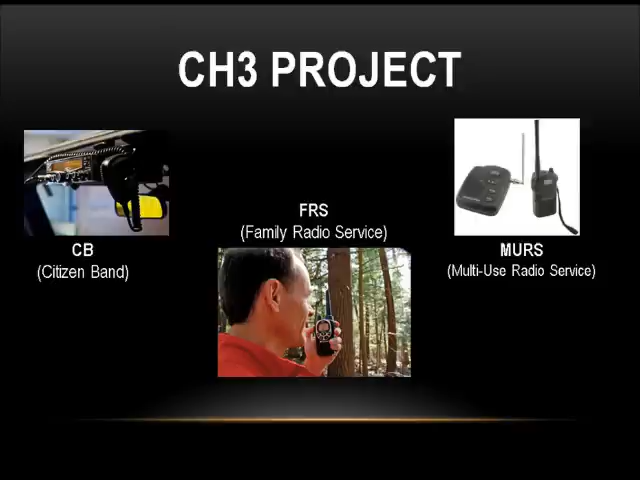 CH3 PROJECT
CB
(Citizen Band)
FRS
(Family Radio Service)
MURS
(Multi-Use Radio Service)